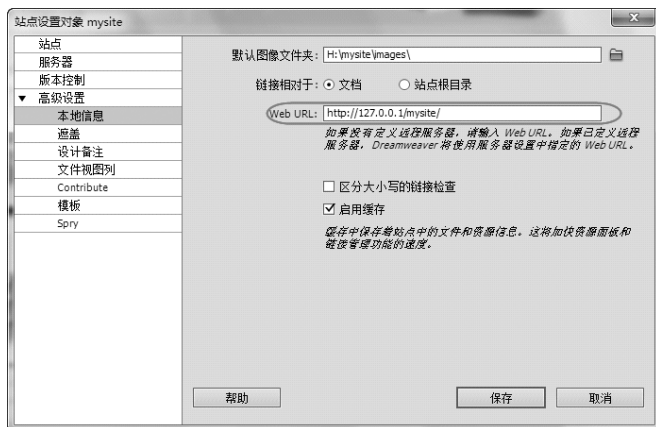 站点设置对象 mysite
站点
服务器
版本控制
高级设置
本地信息
遮盖
设计备注
文件视图列
Contribute
模板
Spry
默认图像文件夹: H:\mysite\images\
链接相对于: 文档 站点根目录
Web URL: http://127.0.0.1/mysite/
如果没有定义远程服务器，请输入 Web URL。如果已定义远程
服务器，Dreamweaver 将使用服务器设置中指定的 Web URL。
区分大小写的链接检查
启用缓存
缓存中保存着站点中的文件和资源信息。这将加快资源面板和
链接管理功能的速度。
帮助 保存 取消